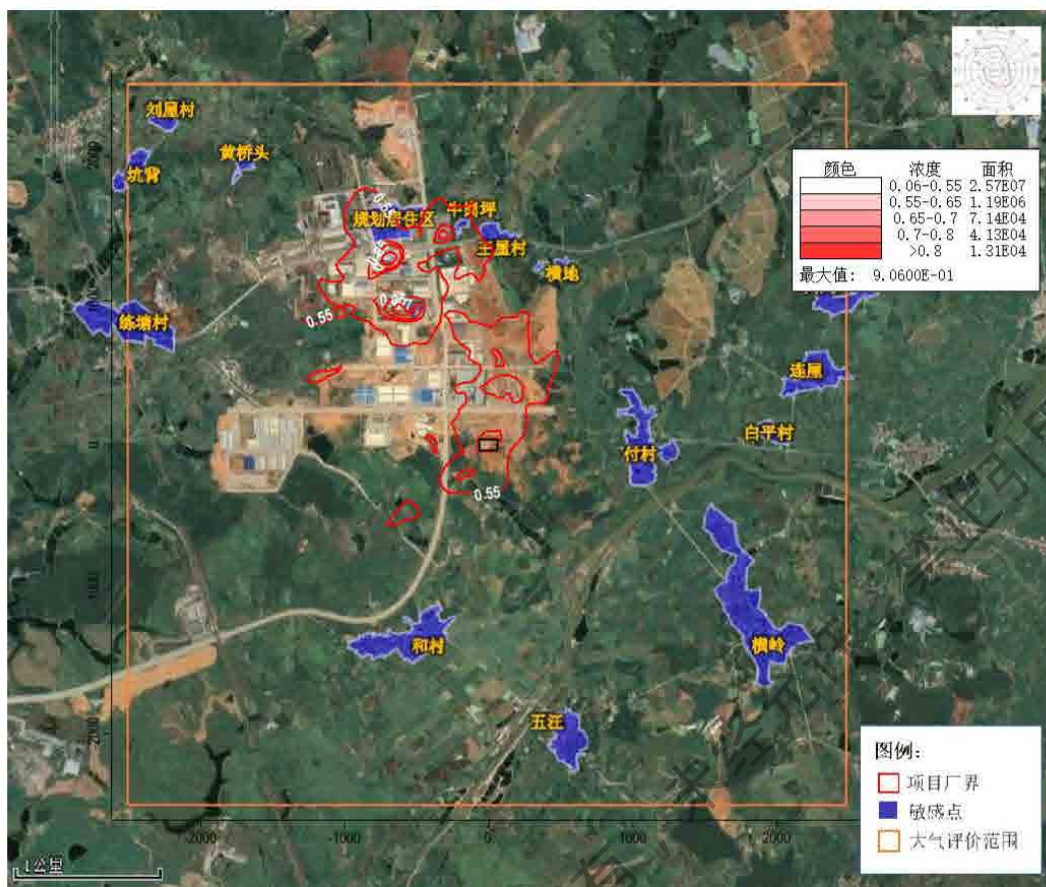 刘屋村
黄桥头
坑背
规划居住区
牛岗坪
王屋村
横地
练塘村
连屋
白平村
付村
和村
横岭
五汪
0.55
0.55
颜色 浓度 面积
0.06-0.55 2.57E07
0.55-0.65 1.19E06
0.65-0.7 7.14E04
0.7-0.8 4.13E04
>0.8 1.31E04
最大值: 9.0600E-01
2000
0
1000
2000
-2000
-1000
0
1000
2000
1公里
图例:
项目厂界
敏感点
大气评价范围